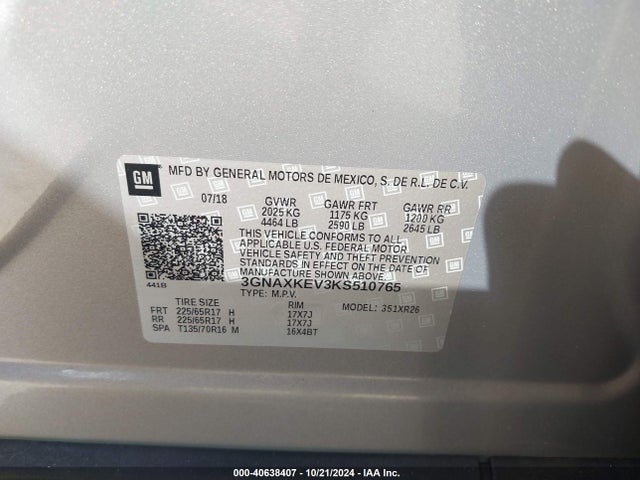 GM
MFD BY GENERAL MOTORS DE MEXICO, S. DE R.L. DE C.V.
07/18 GVWR GAWR FRT GAWR RR
2025 KG 1175 KG 1200 KG
4464 LB 2590 LB 2645 LB
THIS VEHICLE CONFORMS TO ALL
APPLICABLE U.S. FEDERAL MOTOR
VEHICLE SAFETY AND THEFT PREVENTION
STANDARDS IN EFFECT ON THE DATE OF
MANUFACTURE SHOWN ABOVE.
441B 3GNAXKEV3KS510765
TYPE: M.P.V. MODEL: 351XR26
TIRE SIZE RIM
FRT 225/65R17 H 17X7J
RR 225/65R17 H 17X7J
SPA T135/70R16 M 16X4BT
000-40638407 - 10/21/2024 - IAA Inc.